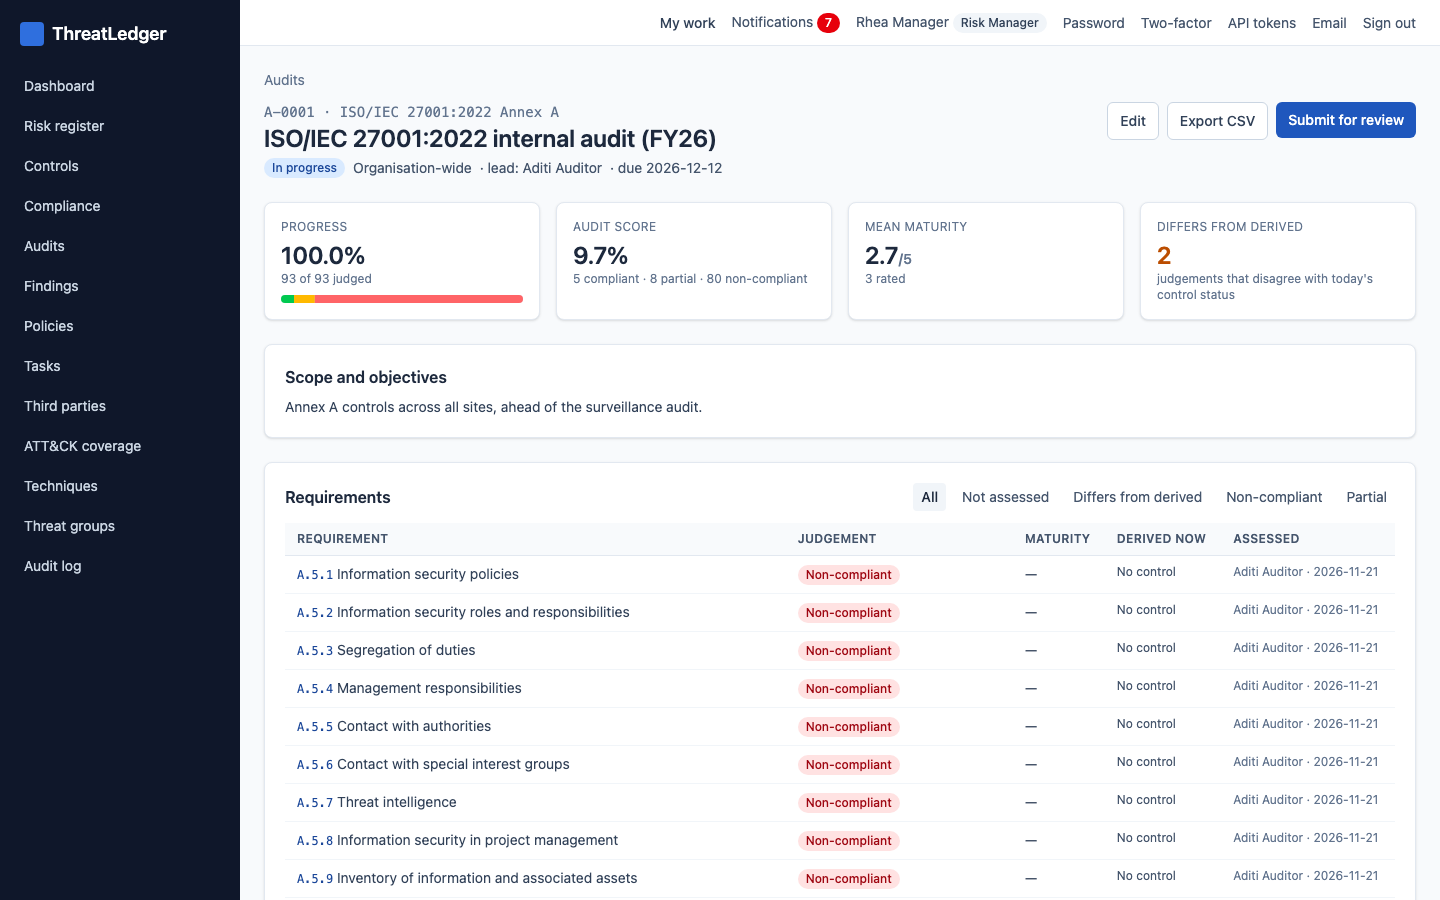 ThreatLedger
Dashboard
Risk register
Controls
Compliance
Audits
Findings
Policies
Tasks
Third parties
ATT&CK coverage
Techniques
Threat groups
Audit log
My work Notifications 7 Rhea Manager Risk Manager Password Two-factor API tokens Email Sign out
Audits
A-0001 · ISO/IEC 27001:2022 Annex A
ISO/IEC 27001:2022 internal audit (FY26)
In progress Organisation-wide · lead: Aditi Auditor · due 2026-12-12
Edit Export CSV Submit for review
PROGRESS
100.0%
93 of 93 judged
AUDIT SCORE
9.7%
5 compliant · 8 partial · 80 non-compliant
MEAN MATURITY
2.7/5
3 rated
DIFFERS FROM DERIVED
2
judgements that disagree with today's
control status
Scope and objectives
Annex A controls across all sites, ahead of the surveillance audit.
Requirements
All Not assessed Differs from derived Non-compliant Partial
REQUIREMENT JUDGEMENT MATURITY DERIVED NOW ASSESSED
A.5.1 Information security policies Non-compliant — No control Aditi Auditor · 2026-11-21
A.5.2 Information security roles and responsibilities Non-compliant — No control Aditi Auditor · 2026-11-21
A.5.3 Segregation of duties Non-compliant — No control Aditi Auditor · 2026-11-21
A.5.4 Management responsibilities Non-compliant — No control Aditi Auditor · 2026-11-21
A.5.5 Contact with authorities Non-compliant — No control Aditi Auditor · 2026-11-21
A.5.6 Contact with special interest groups Non-compliant — No control Aditi Auditor · 2026-11-21
A.5.7 Threat intelligence Non-compliant — No control Aditi Auditor · 2026-11-21
A.5.8 Information security in project management Non-compliant — No control Aditi Auditor · 2026-11-21
A.5.9 Inventory of information and associated assets Non-compliant — No control Aditi Auditor · 2026-11-21